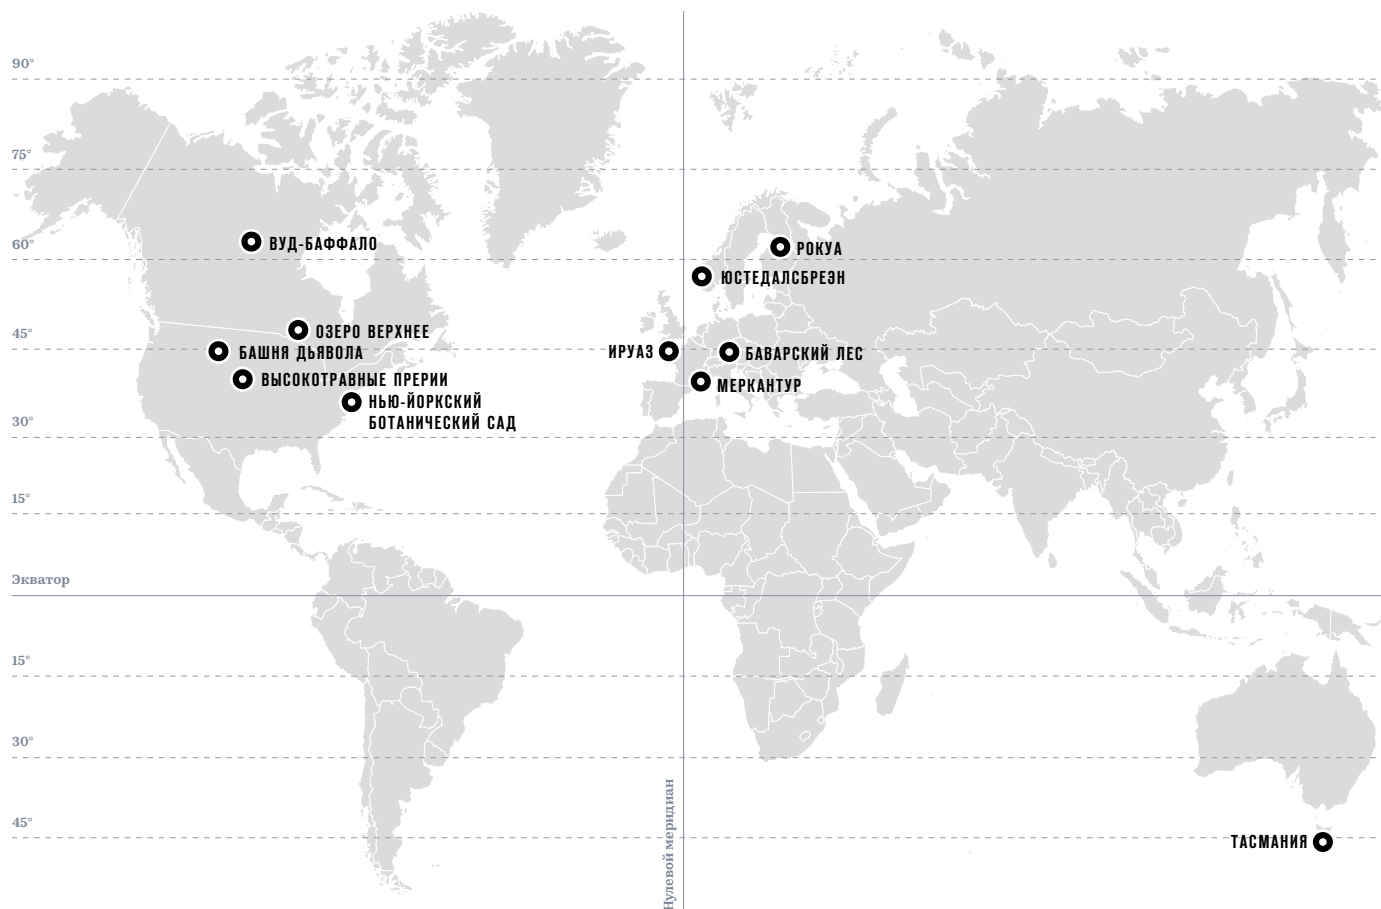 90°
75°
60°
ВУД-БАФФАЛО
РОКУА
ЮСТЕДАЛСБРЕЭН
45°
ОЗЕРО ВЕРХНЕЕ
БАШНЯ ДЬЯВОЛА
ИРУАЗ
БАВАРСКИЙ ЛЕС
ВЫСОКОТРАВНЫЕ ПРЕРИИ
МЕРКАНТУР
НЬЮ-ЙОРКСКИЙ
БОТАНИЧЕСКИЙ САД
30°
15°
Экватор
15°
30°
Нулевой меридиан
45°
ТАСМАНИЯ